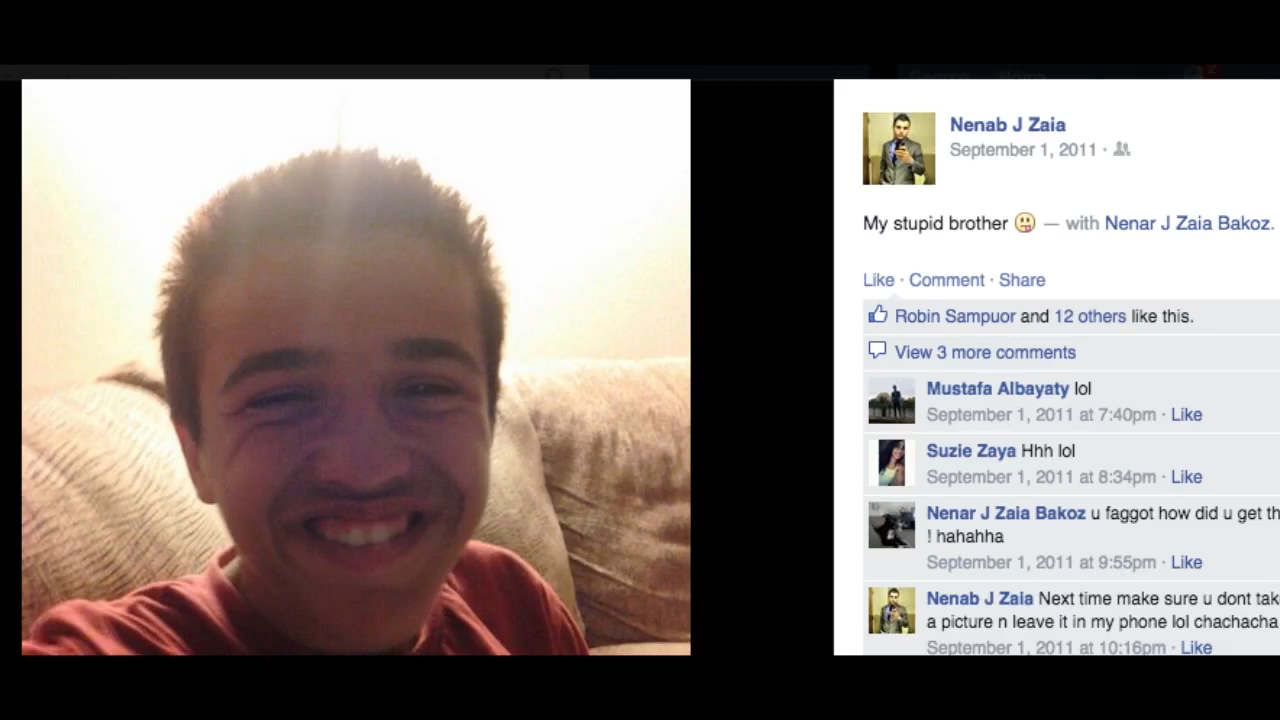 Nenab J Zaia
September 1, 2011 ·
My stupid brother — with Nenar J Zaia Bakoz.
Like · Comment · Share
Robin Sampuor and 12 others like this.
View 3 more comments
Mustafa Albayaty lol
September 1, 2011 at 7:40pm · Like
Suzie Zaya Hhh lol
September 1, 2011 at 8:34pm · Like
Nenar J Zaia Bakoz u faggot how did u get th
! hahahha
September 1, 2011 at 9:55pm · Like
Nenab J Zaia Next time make sure u dont tak
a picture n leave it in my phone lol chachacha
September 1, 2011 at 10:16pm · Like